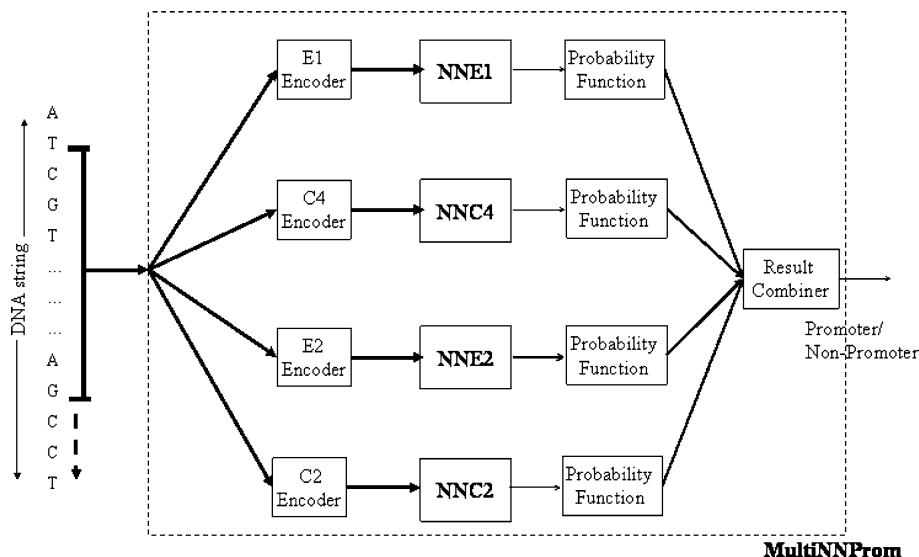 DNA string
A
T
C
G
T
...
...
...
A
G
C
C
T
E1
Encoder
NNE1
Probability
Function
C4
Encoder
NNC4
Probability
Function
E2
Encoder
NNE2
Probability
Function
C2
Encoder
NNC2
Probability
Function
Result
Combiner
Promoter/
Non-Promoter
MultiNNProm